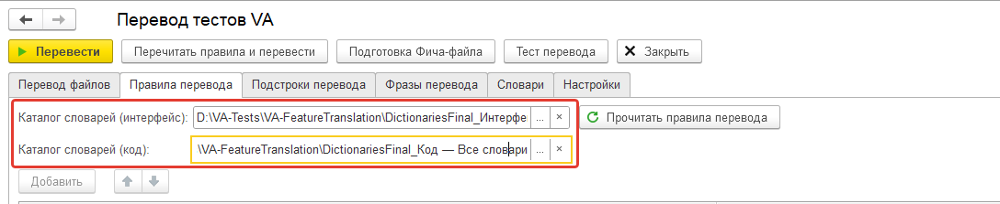 Перевод тестов VA
Перевести Перечитать правила и перевести Подготовка Фича-файла Тест перевода Закрыть
Перевод файлов Правила перевода Подстроки перевода Фразы перевода Словари Настройки
Каталог словарей (интерфейс): D:\VA-Tests\VA-FeatureTranslation\DictionariesFinal_Интерфе ... × Прочитать правила перевода
Каталог словарей (код): \VA-FeatureTranslation\DictionariesFinal_Код — Все словари ... ×
Добавить